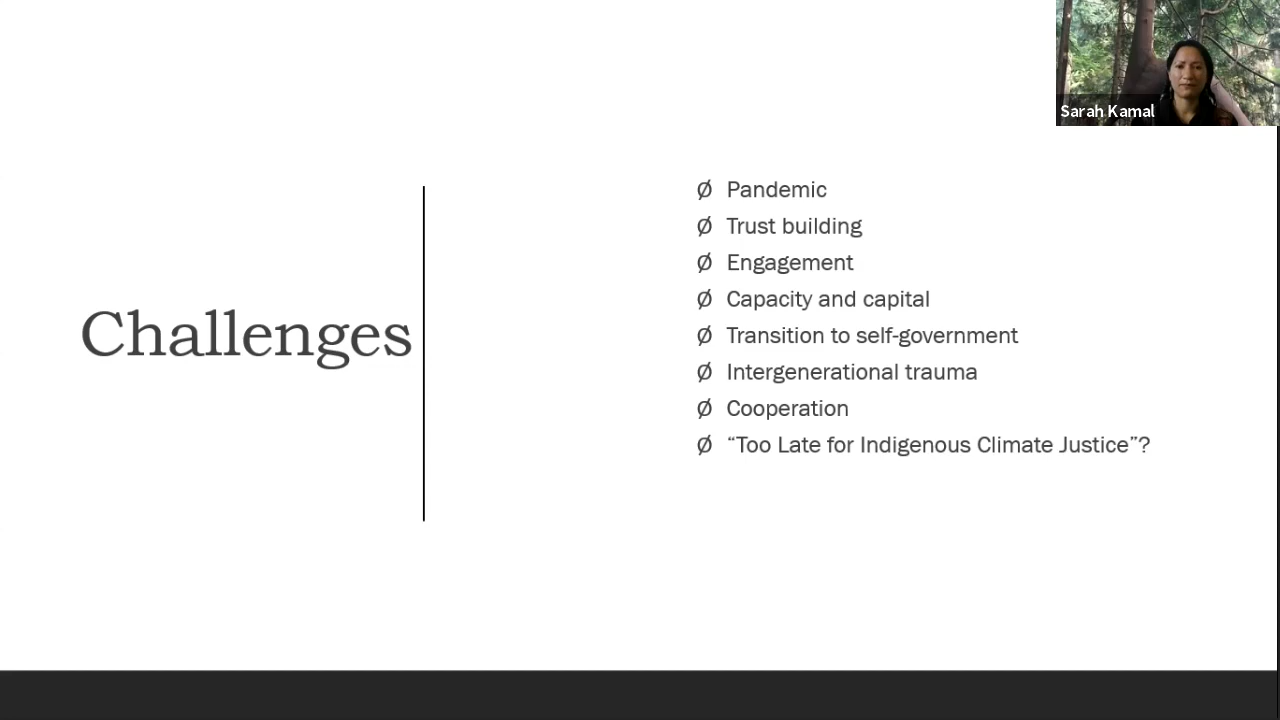 Sarah Kamal
Challenges
Ø Pandemic
Ø Trust building
Ø Engagement
Ø Capacity and capital
Ø Transition to self-government
Ø Intergenerational trauma
Ø Cooperation
Ø “Too Late for Indigenous Climate Justice”?